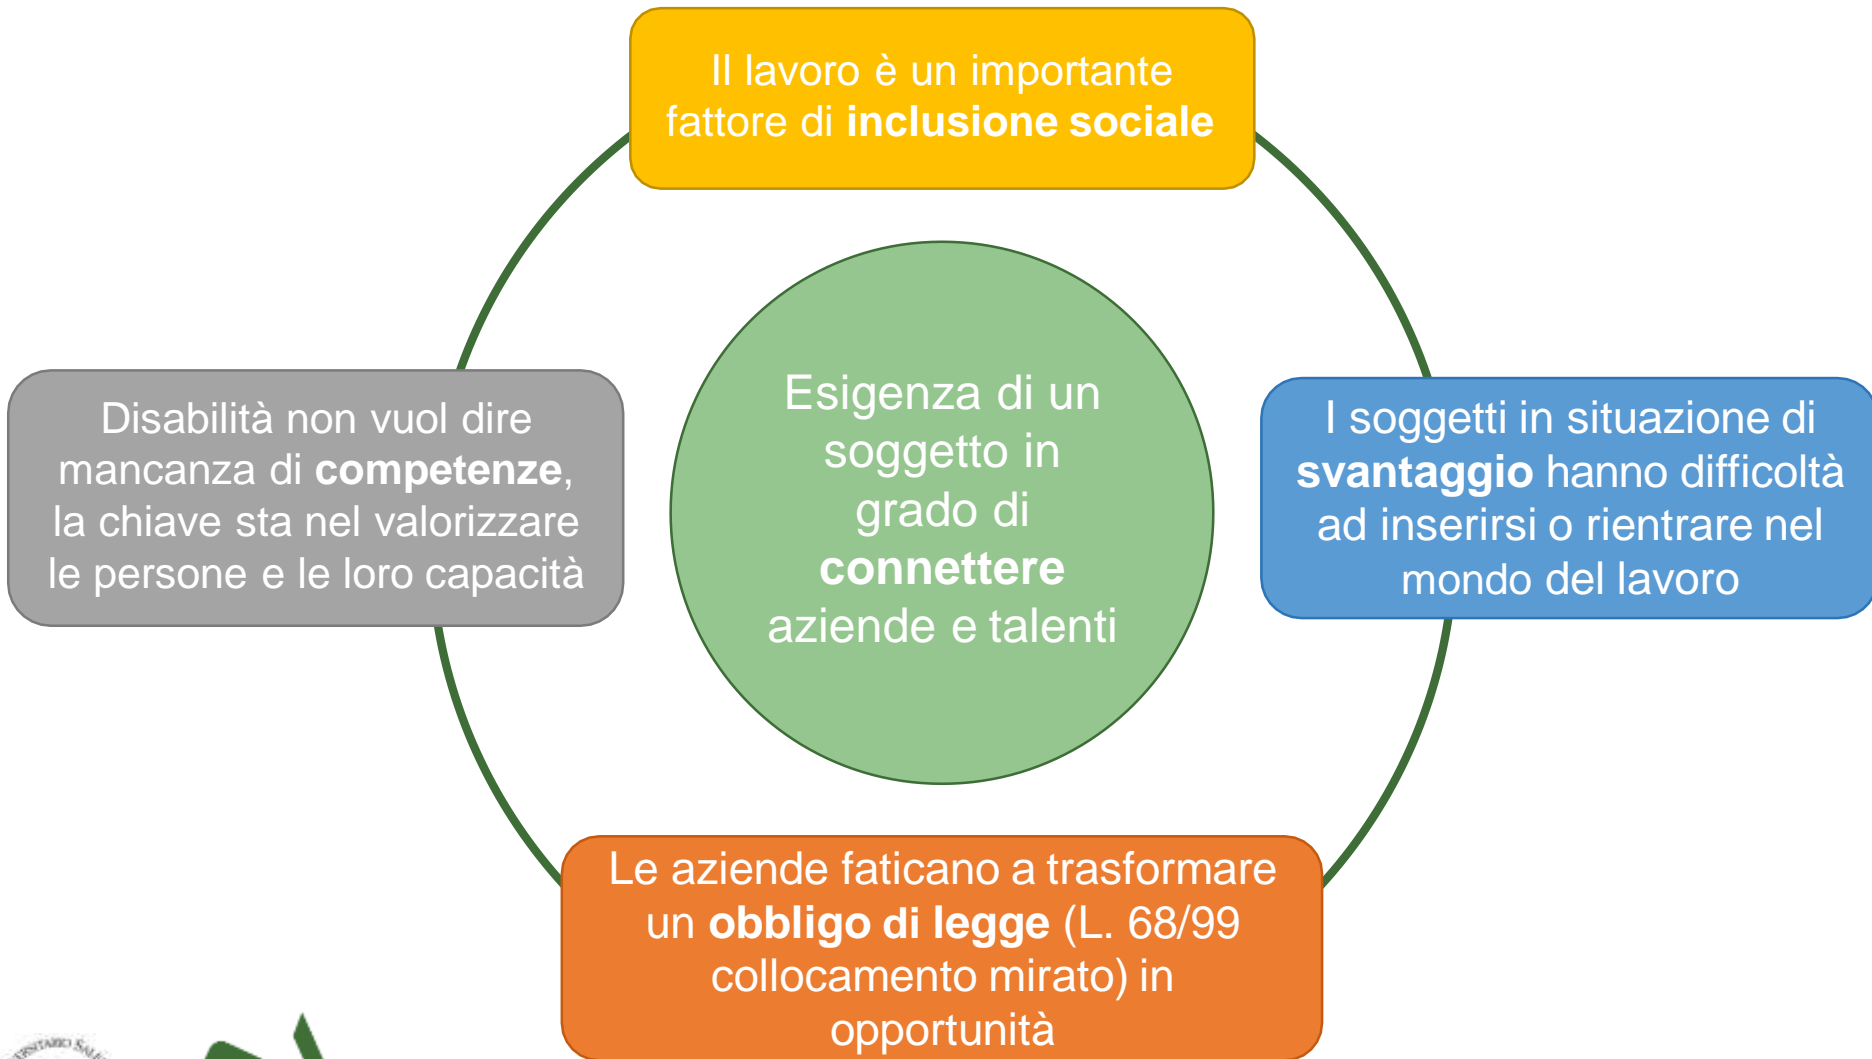 Il lavoro è un importante
fattore di inclusione sociale
Disabilità non vuol dire
mancanza di competenze,
la chiave sta nel valorizzare
le persone e le loro capacità
Esigenza di un
soggetto in
grado di
connettere
aziende e talenti
I soggetti in situazione di
svantaggio hanno difficoltà
ad inserirsi o rientrare nel
mondo del lavoro
Le aziende faticano a trasformare
un obbligo di legge (L. 68/99
collocamento mirato) in
opportunità